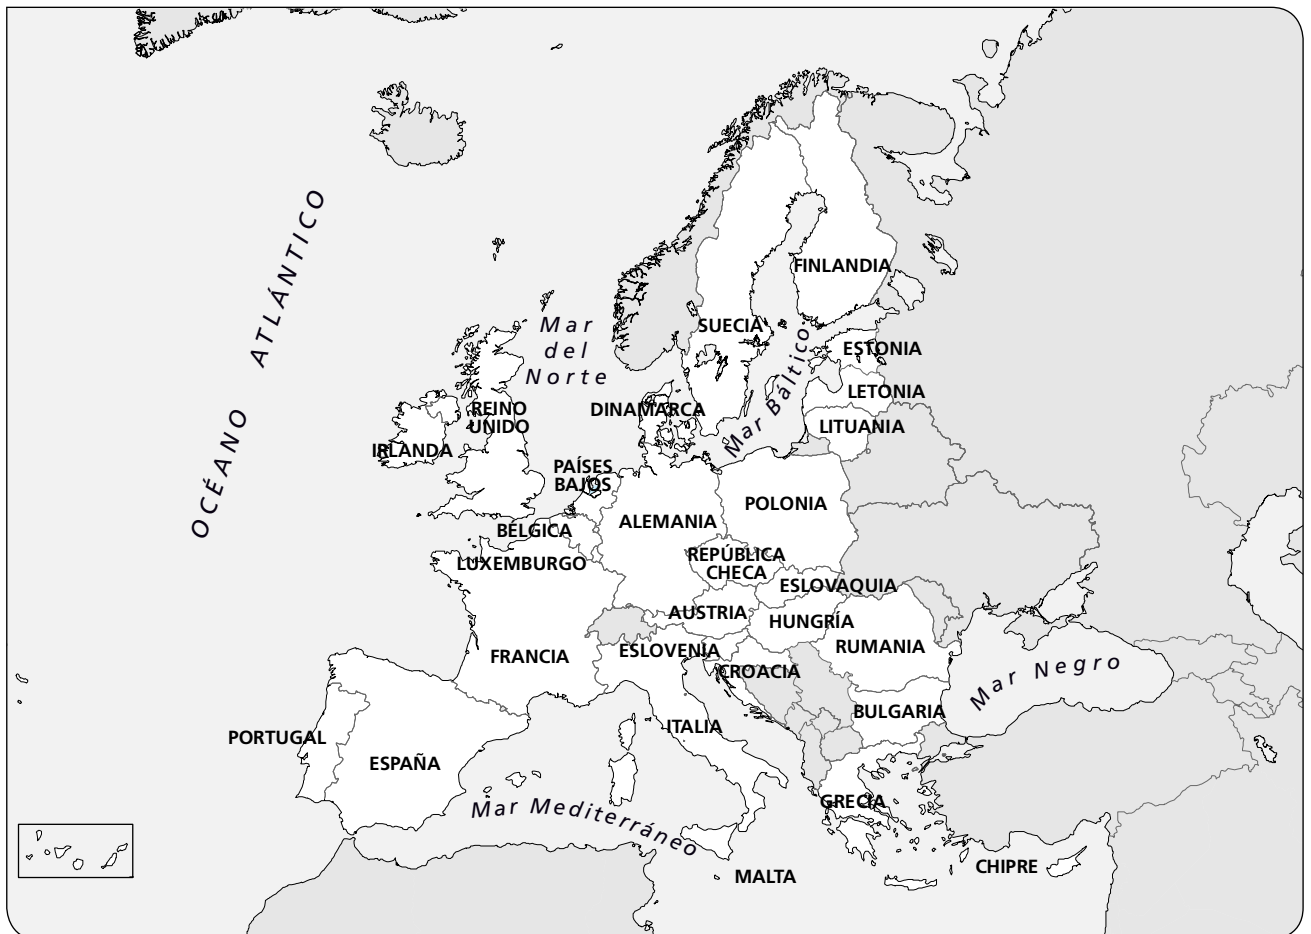 OCÉANO ATLÁNTICO
FINLANDIA
SUECIA
Mar
del
Norte
ESTONIA
LETONIA
Mar Báltico
DINAMARCA
REINO
UNIDO
LITUANIA
IRLANDA
PAÍSES
BAJOS
POLONIA
ALEMANIA
BÉLGICA
REPÚBLICA
CHECA
LUXEMBURGO
ESLOVAQUIA
AUSTRIA
HUNGRÍA
RUMANIA
ESLOVENIA
FRANCIA
CROACIA
Mar Negro
BULGARIA
ITALIA
PORTUGAL
ESPAÑA
GRECIA
Mar Mediterráneo
CHIPRE
MALTA